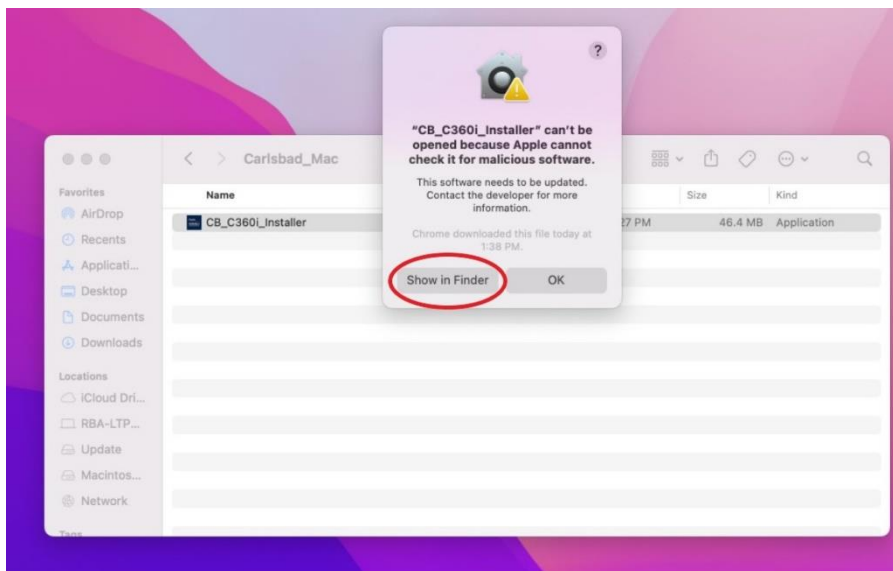 ?
"CB_C360i_Installer" can't be
opened because Apple cannot
check it for malicious software.
This software needs to be updated.
Contact the developer for more
information.
Chrome downloaded this file today at
1:38 PM.
Show in Finder
OK
Carlsbad_Mac
Favorites
AirDrop
Recents
Applicati...
Desktop
Documents
Downloads
Locations
iCloud Dri...
RBA-LTP...
Update
Macintos...
Network
Tags
Name
Size
Kind
CB_C360i_Installer
27 PM
46.4 MB
Application